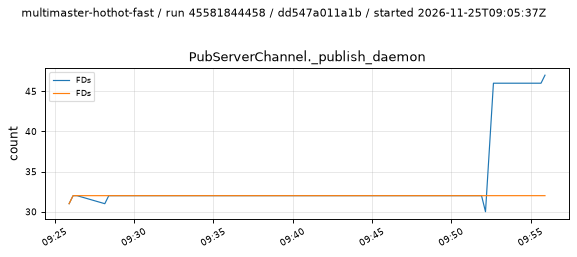 multimaster-hothot-fast / run 45581844458 / dd547a011a1b / started 2026-11-25T09:05:37Z
PubServerChannel._publish_daemon
FDs
FDs
count
45
40
35
30
09:25
09:30
09:35
09:40
09:45
09:50
09:55